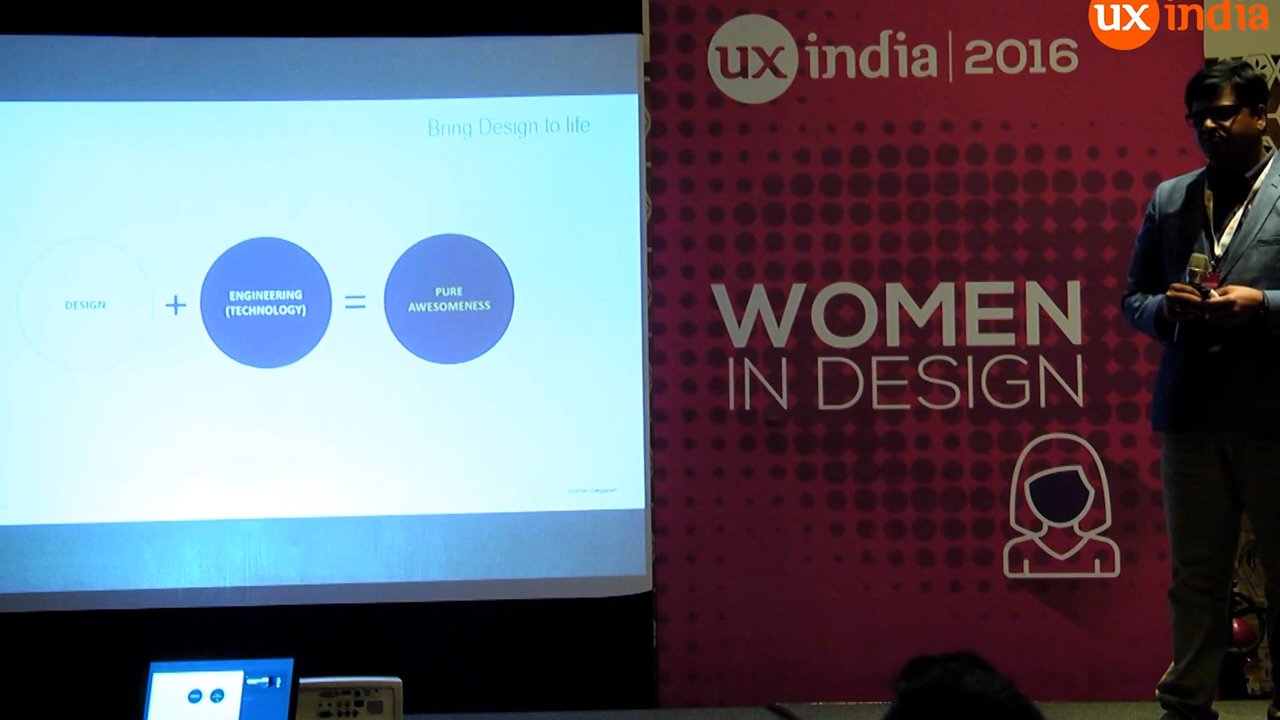 Bring Design to life
DESIGN
+
ENGINEERING
(TECHNOLOGY)
=
PURE
AWESOMENESS
ux india | 2016
WOMEN
IN DESIGN
ux india